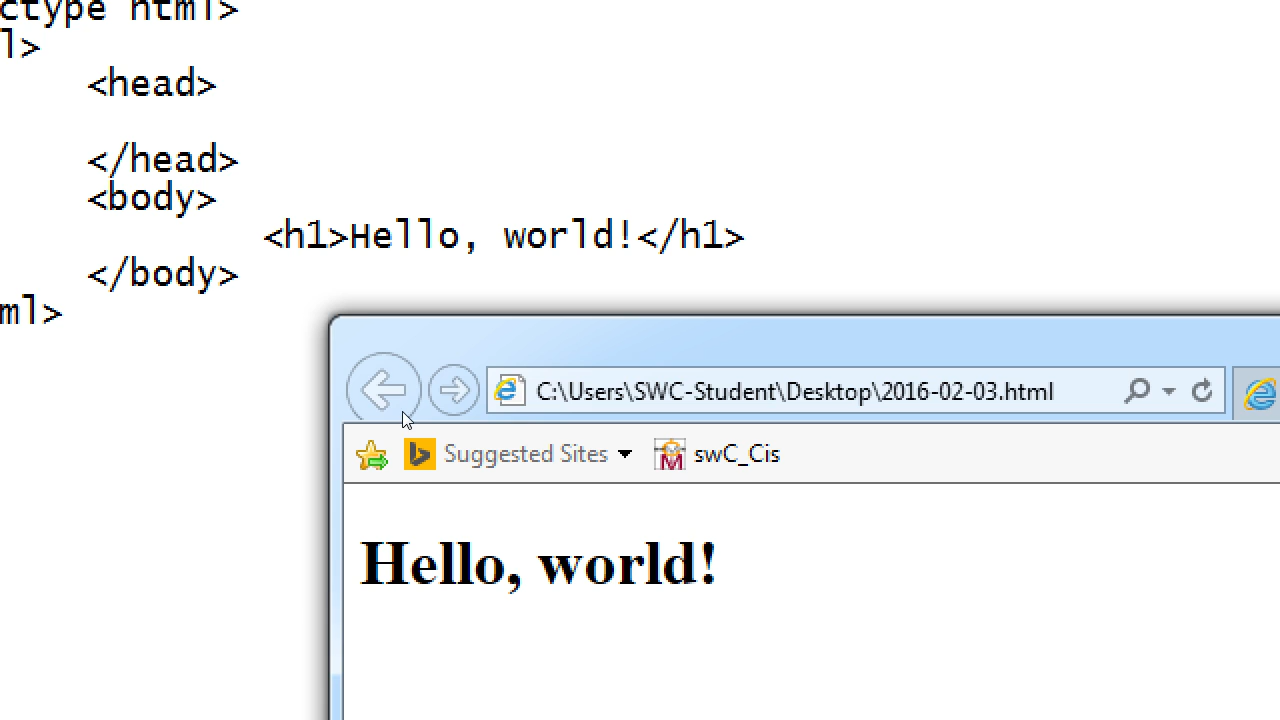 ctype html>
l>
<head>
</head>
<body>
<h1>Hello, world!</h1>
</body>
ml>
C:\Users\SWC-Student\Desktop\2016-02-03.html
Suggested Sites swC_Cis
Hello, world!